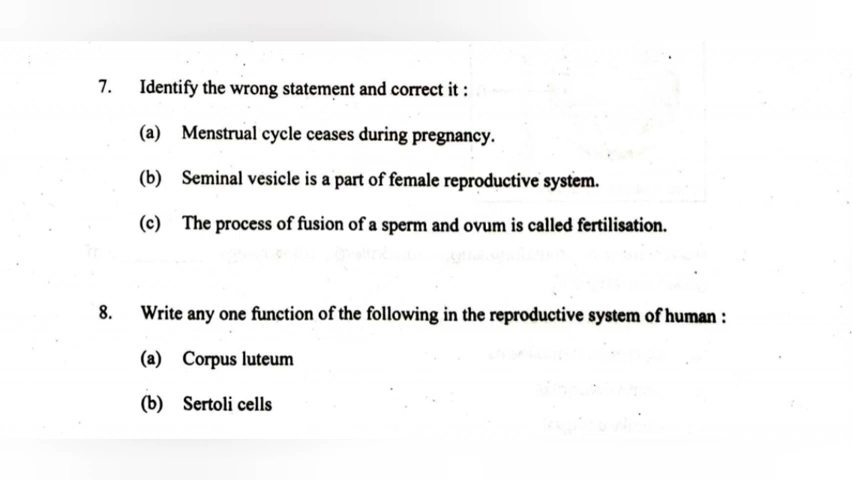 7. Identify the wrong statement and correct it :
(a) Menstrual cycle ceases during pregnancy.
(b) Seminal vesicle is a part of female reproductive system.
(c) The process of fusion of a sperm and ovum is called fertilisation.
8. Write any one function of the following in the reproductive system of human :
(a) Corpus luteum
(b) Sertoli cells